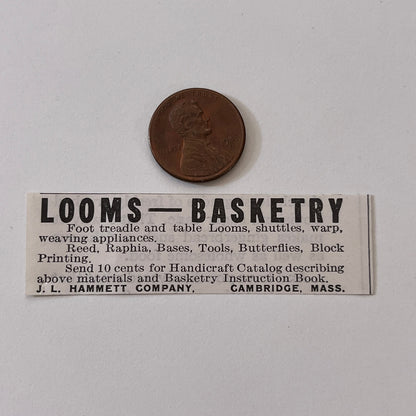 LOOMS—BASKETRY
Foot treadle and table Looms, shuttles, warp,
weaving appliances.
Reed, Raphia, Bases, Tools, Butterflies, Block
Printing.
Send 10 cents for Handicraft Catalog describing
above materials and Basketry Instruction Book.
J. L. HAMMETT COMPANY, CAMBRIDGE, MASS.